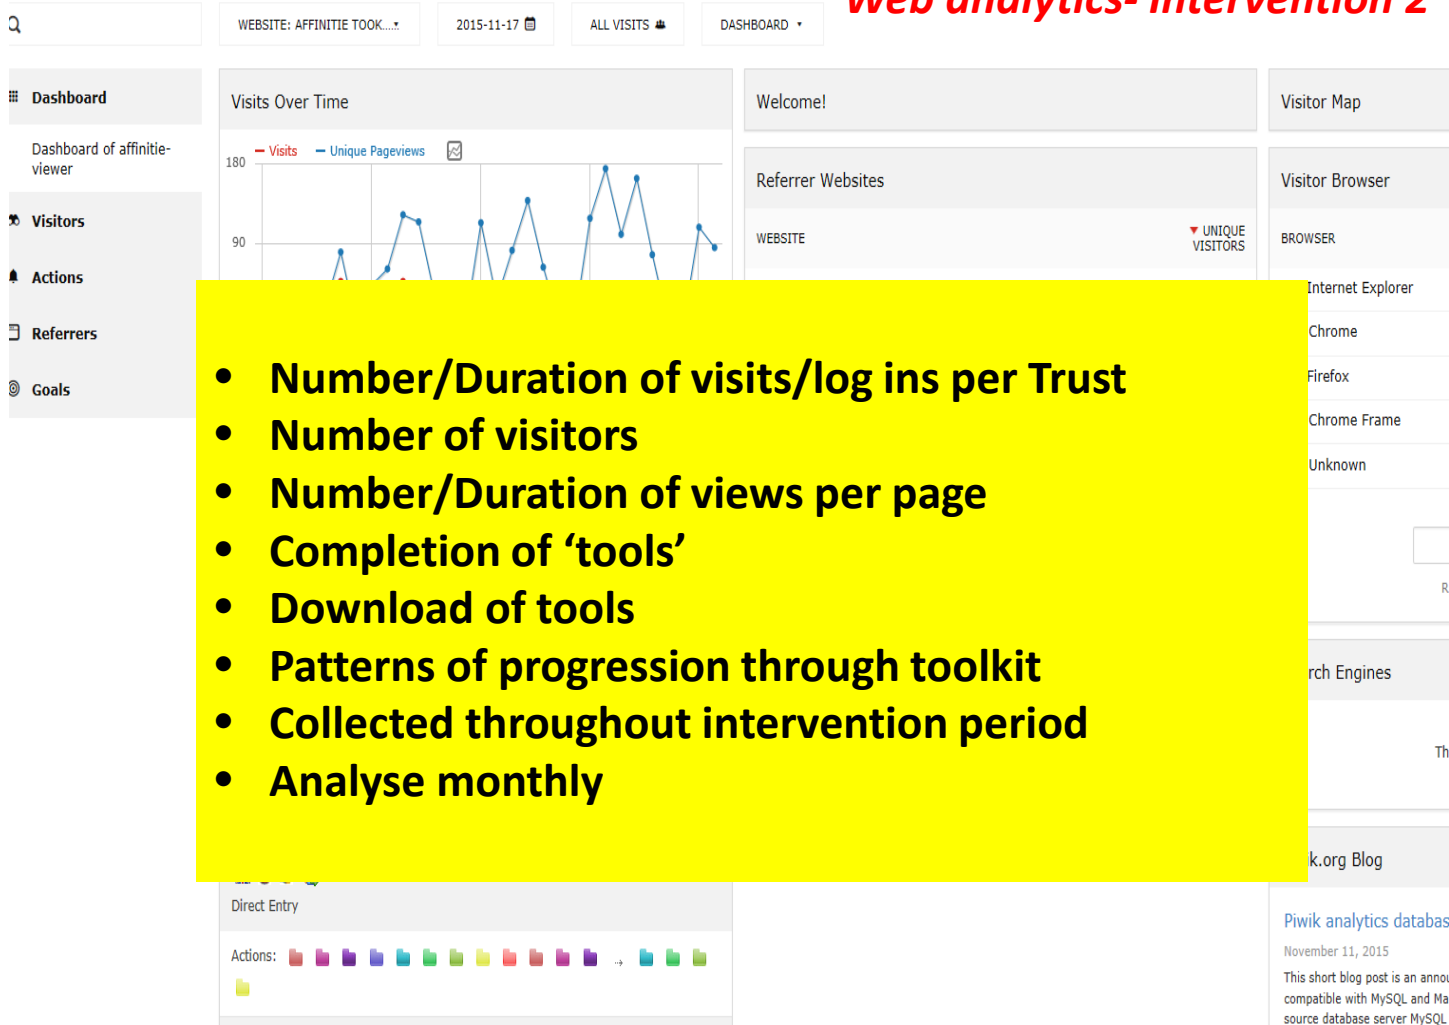 Web analytics- Intervention 2
WEBSITE: AFFINITIE TOOK....
2015-11-17
ALL VISITS
DASHBOARD
Dashboard
Dashboard of affinitie-
viewer
Visitors
Actions
Referrers
Goals
Visits Over Time
Visits
Unique Pageviews
180
90
Welcome!
Referrer Websites
WEBSITE
UNIQUE
VISITORS
Visitor Map
Visitor Browser
BROWSER
Internet Explorer
Chrome
Firefox
Chrome Frame
Unknown
R
• Number/Duration of visits/log ins per Trust
• Number of visitors
• Number/Duration of views per page
• Completion of ‘tools’
• Download of tools
• Patterns of progression through toolkit
• Collected throughout intervention period
• Analyse monthly
rch Engines
Th
ik.org Blog
Direct Entry
Actions:
Piwik analytics databas
November 11, 2015
This short blog post is an annou
compatible with MySQL and Ma
source database server MySQL